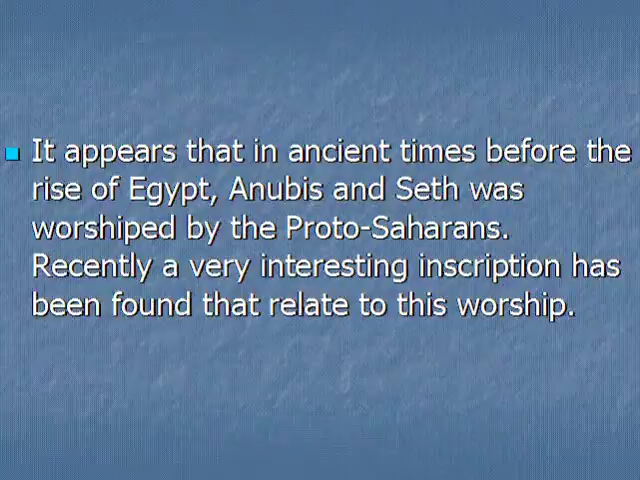 It appears that in ancient times before the
rise of Egypt, Anubis and Seth was
worshiped by the Proto-Saharans.
Recently a very interesting inscription has
been found that relate to this worship.